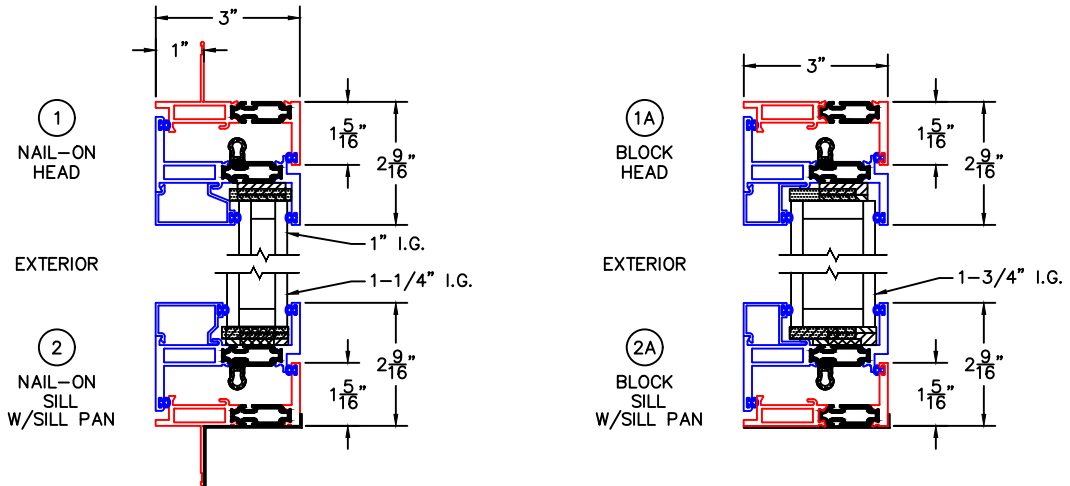 3”
1”
1
NAIL-ON
HEAD
1 5/16”
2 9/16”
EXTERIOR
1” I.G.
1-1/4” I.G.
2
NAIL-ON
SILL
W/SILL PAN
2 9/16”
1 5/16”
3”
1A
BLOCK
HEAD
1 5/16”
2 9/16”
EXTERIOR
1-3/4” I.G.
2A
BLOCK
SILL
W/SILL PAN
2 9/16”
1 5/16”